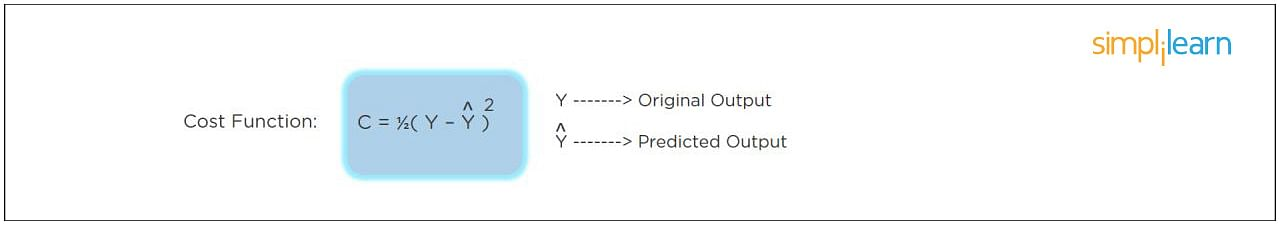 simplilearn
Cost Function: C = ½( Y – Ŷ )²
Y -------> Original Output
Ŷ -------> Predicted Output